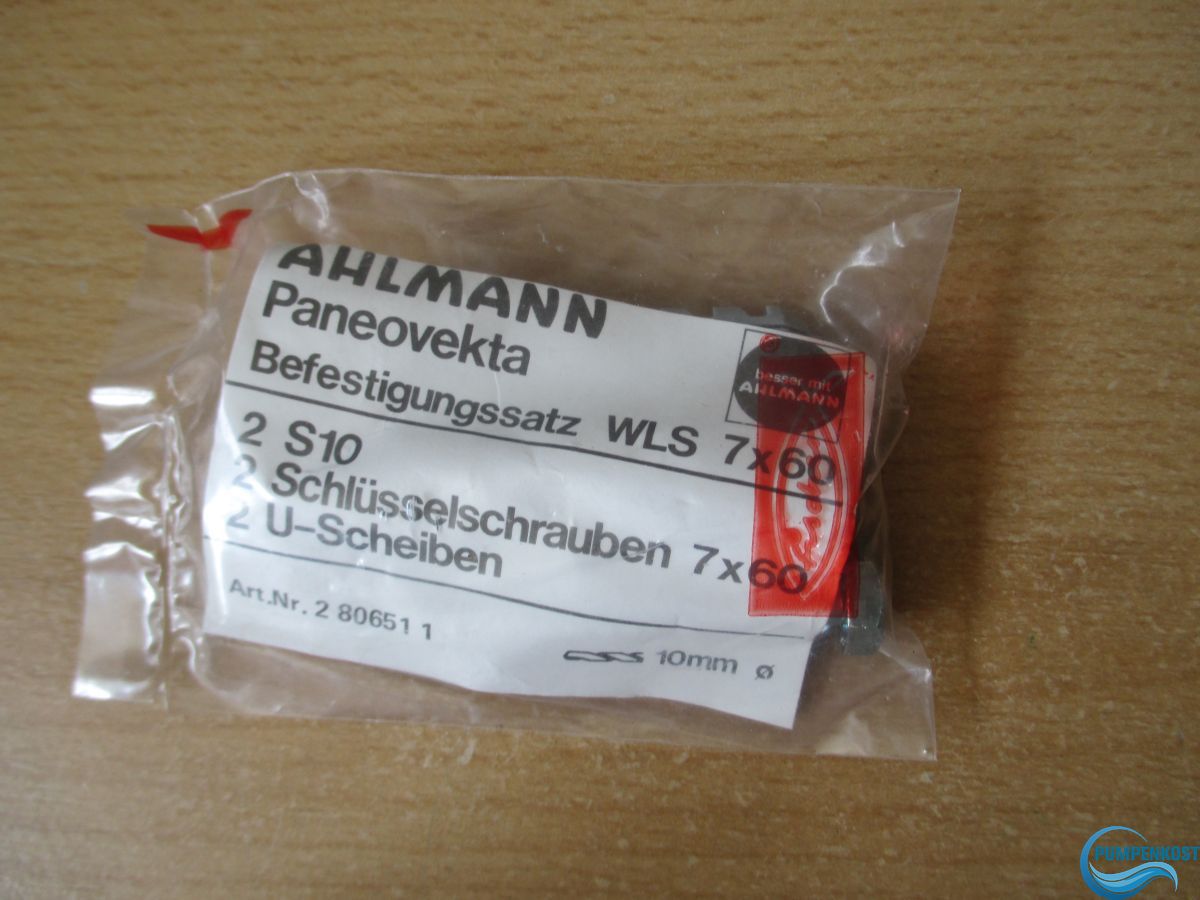 AHLMANN
Paneovekta
Befestigungssatz WLS 7x60
2 S10
2 Schlüsselschrauben 7x60
2 U-Scheiben
Art.Nr. 2 80651 1
10mm ø
besser mit
AHLMANN
PUMPENKOST